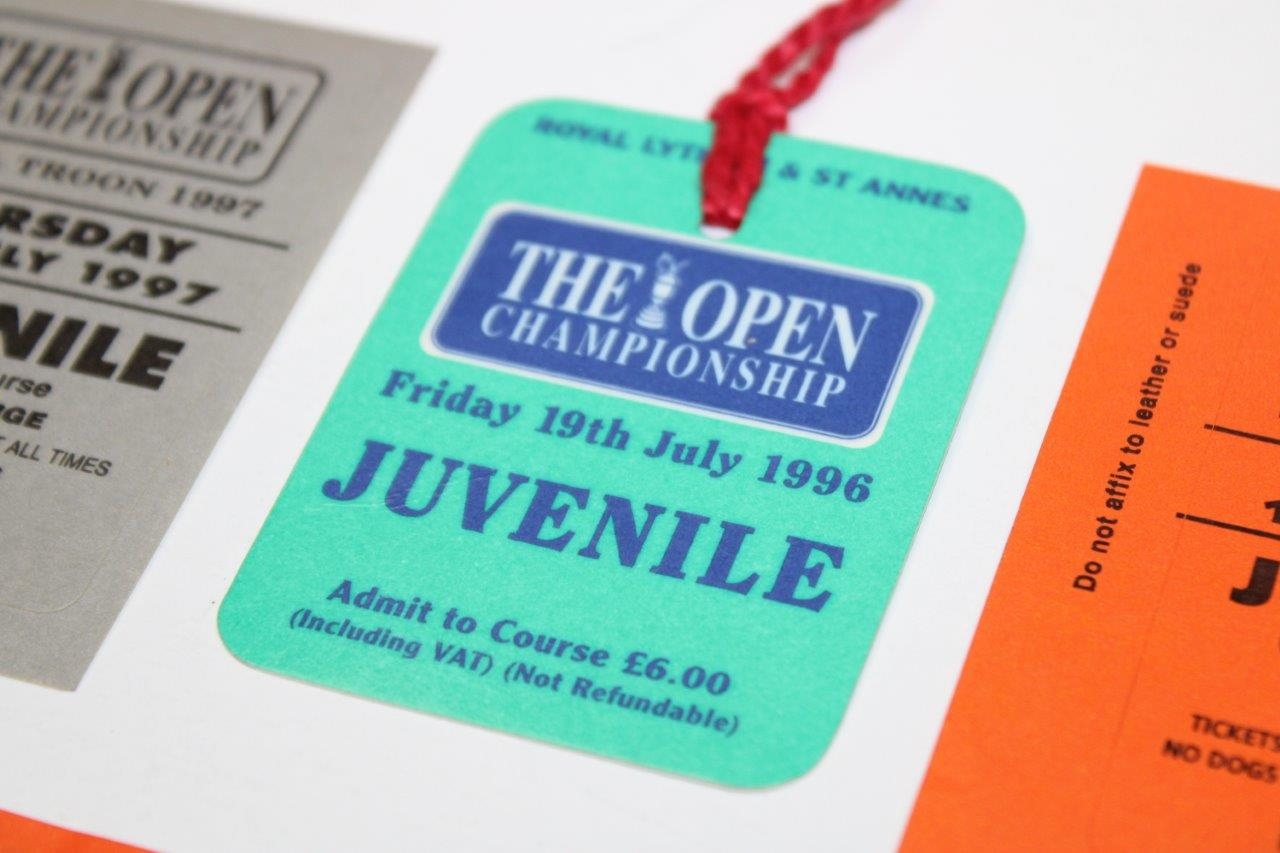 THE OPEN
CHAMPIONSHIP
TROON 1997
RSDAY
LY 1997
NILE
urse
GE
ALL TIMES
ROYAL LYT & ST ANNES
THE OPEN
CHAMPIONSHIP
Friday 19th July 1996
JUVENILE
Admit to Course £6.00
(Including VAT) (Not Refundable)
Do not affix to leather or suede
J
TICKETS
NO DOGS